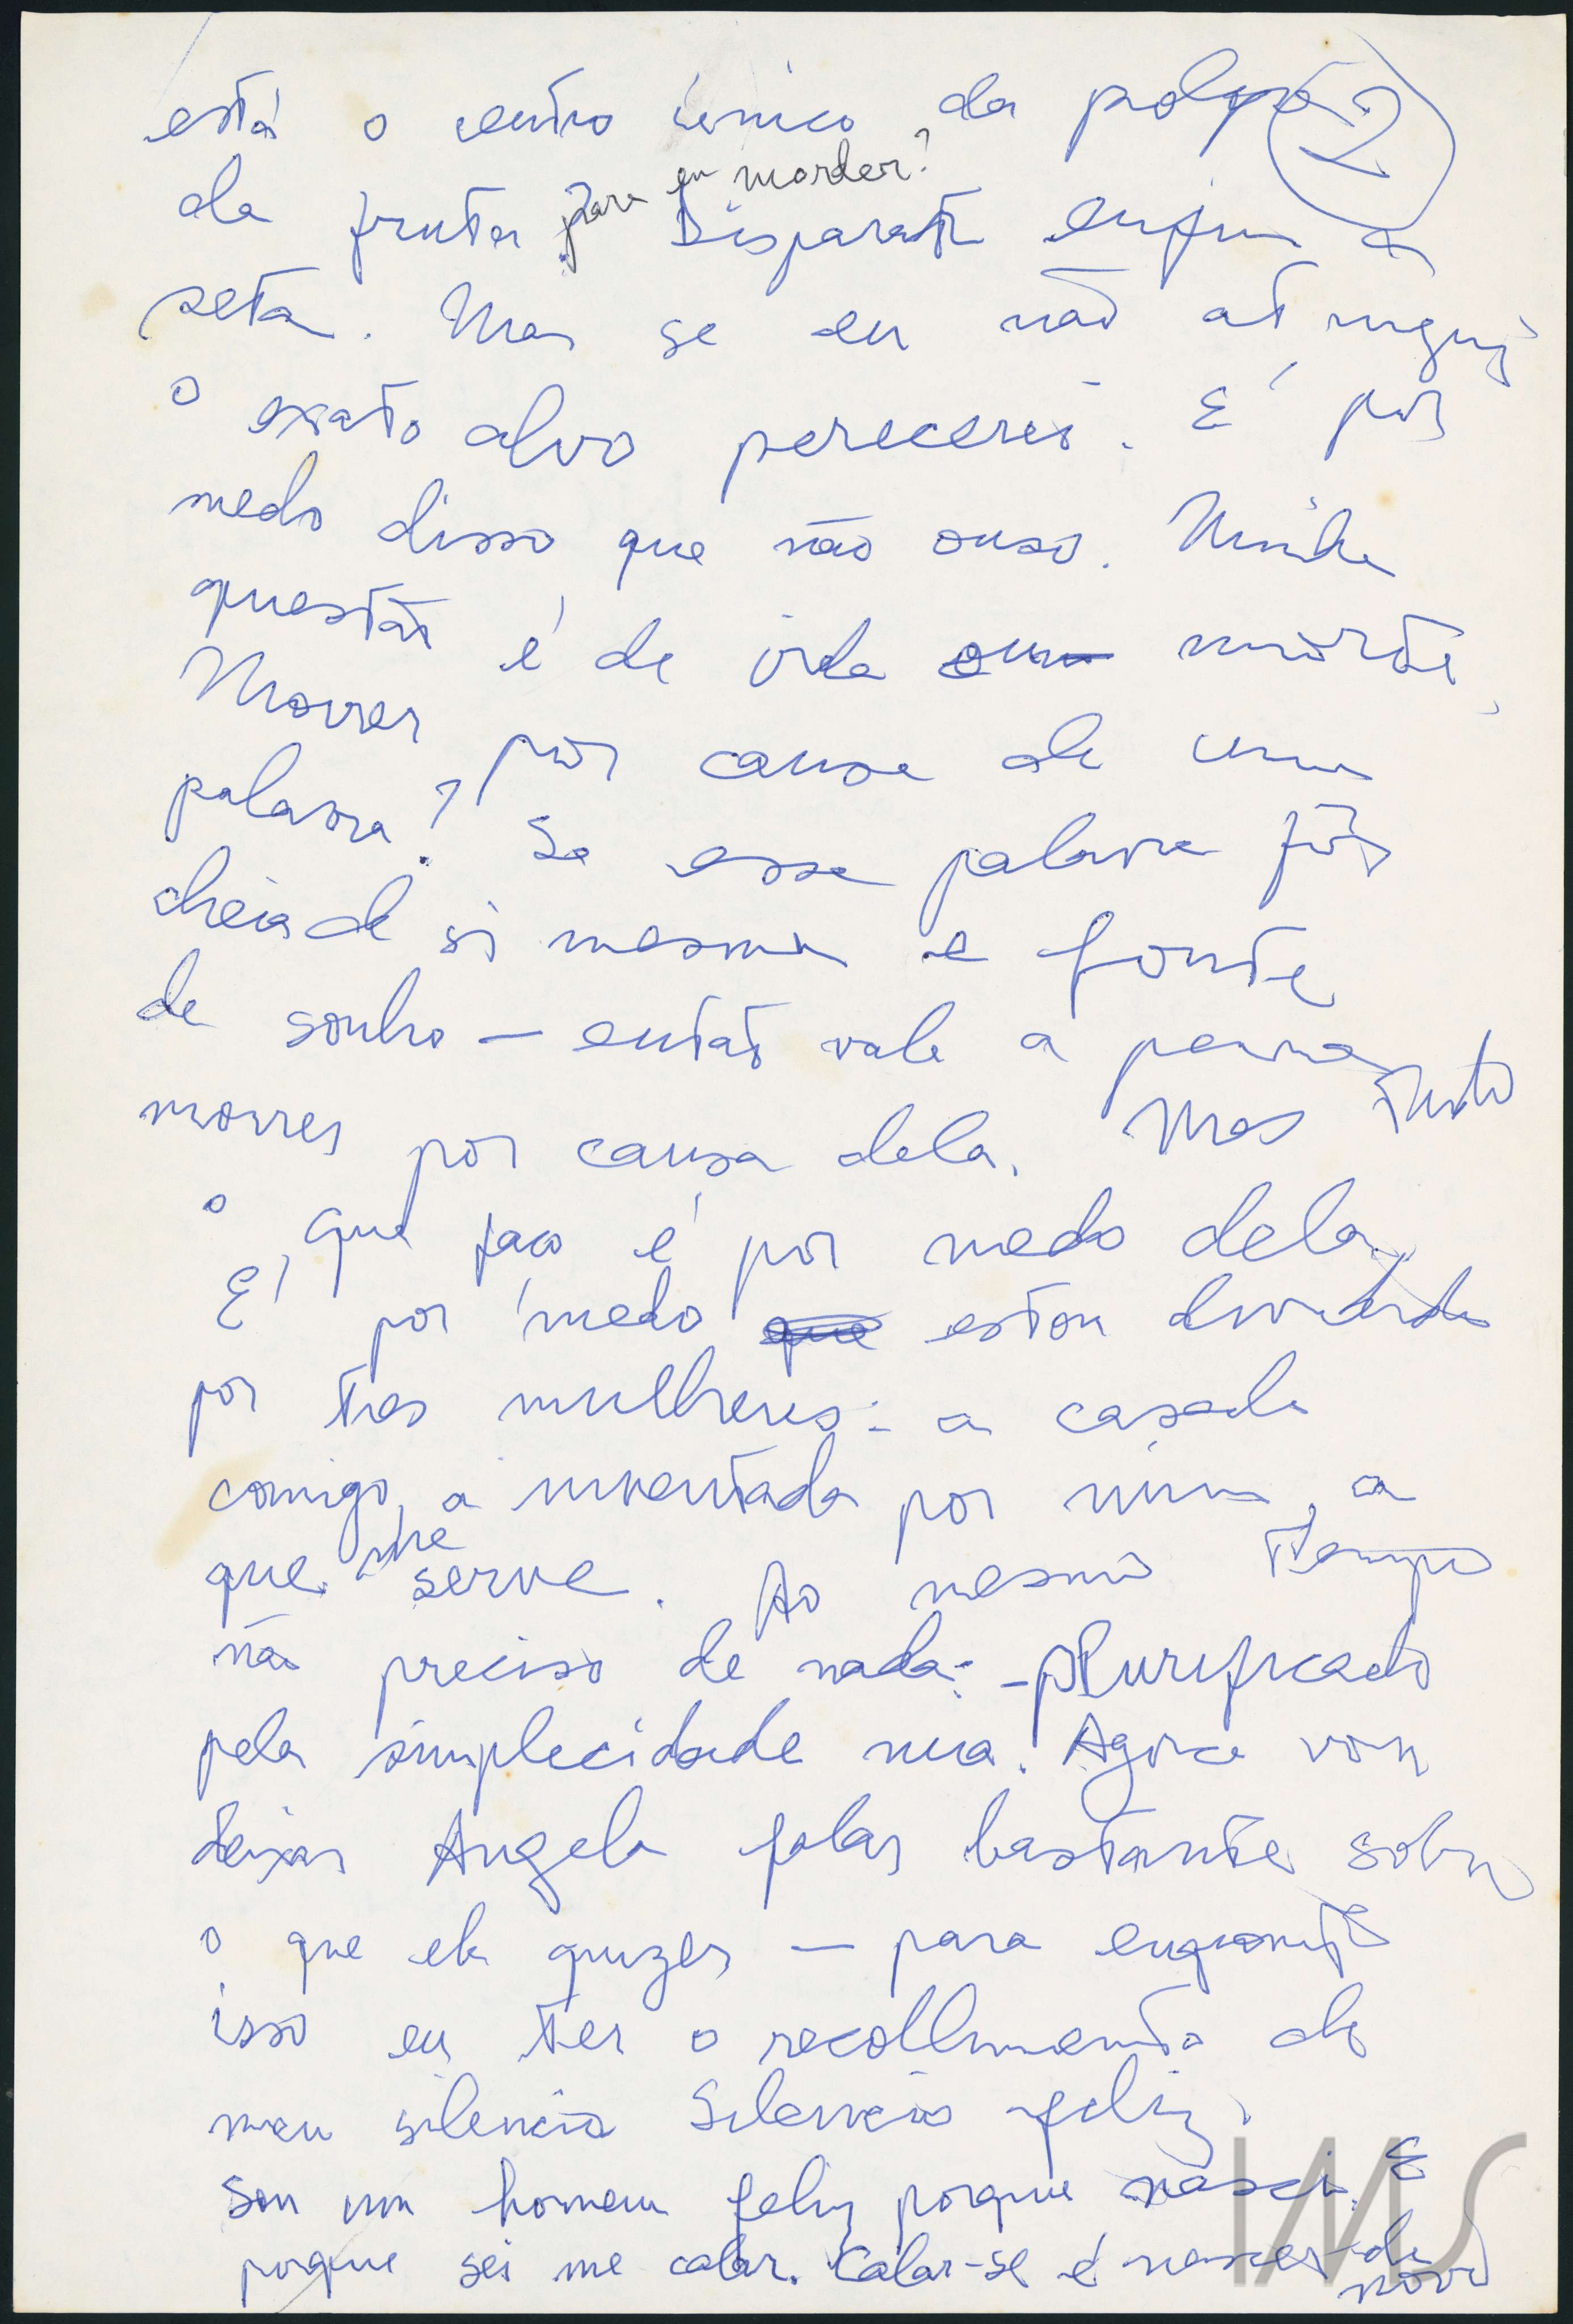 está o centro único da polpa 2
da fruta para eu morder? Disparate enfim a
seta. Mas se eu não atingir
o exato alvo perecerei. É por
medo disso que não ouso. Minha
questão é de vida ou morte.
Morrer por causa de uma
palavra? Se essa palavra fôr
cheia de si mesma e fonte
de sonho — então vale a pena
morrer por causa dela. Mas tudo
o que faço é por medo dela.
É por medo que estou dividido
por tres mulheres: a casada
comigo, a inventada por mim, a
que me serve. Ao mesmo tempo
não preciso de nada: - Purificado
pela simplicidade nua. Agora vou
deixar Angela falar bastante sobre
o que ela quizer — para enquanto
isso eu ter o recolhimento do
meu silencio Silencio feliz.
Sou um homem feliz porque nasci. E
porque sei me calar. Calar-se é nascer de
novo
IMS